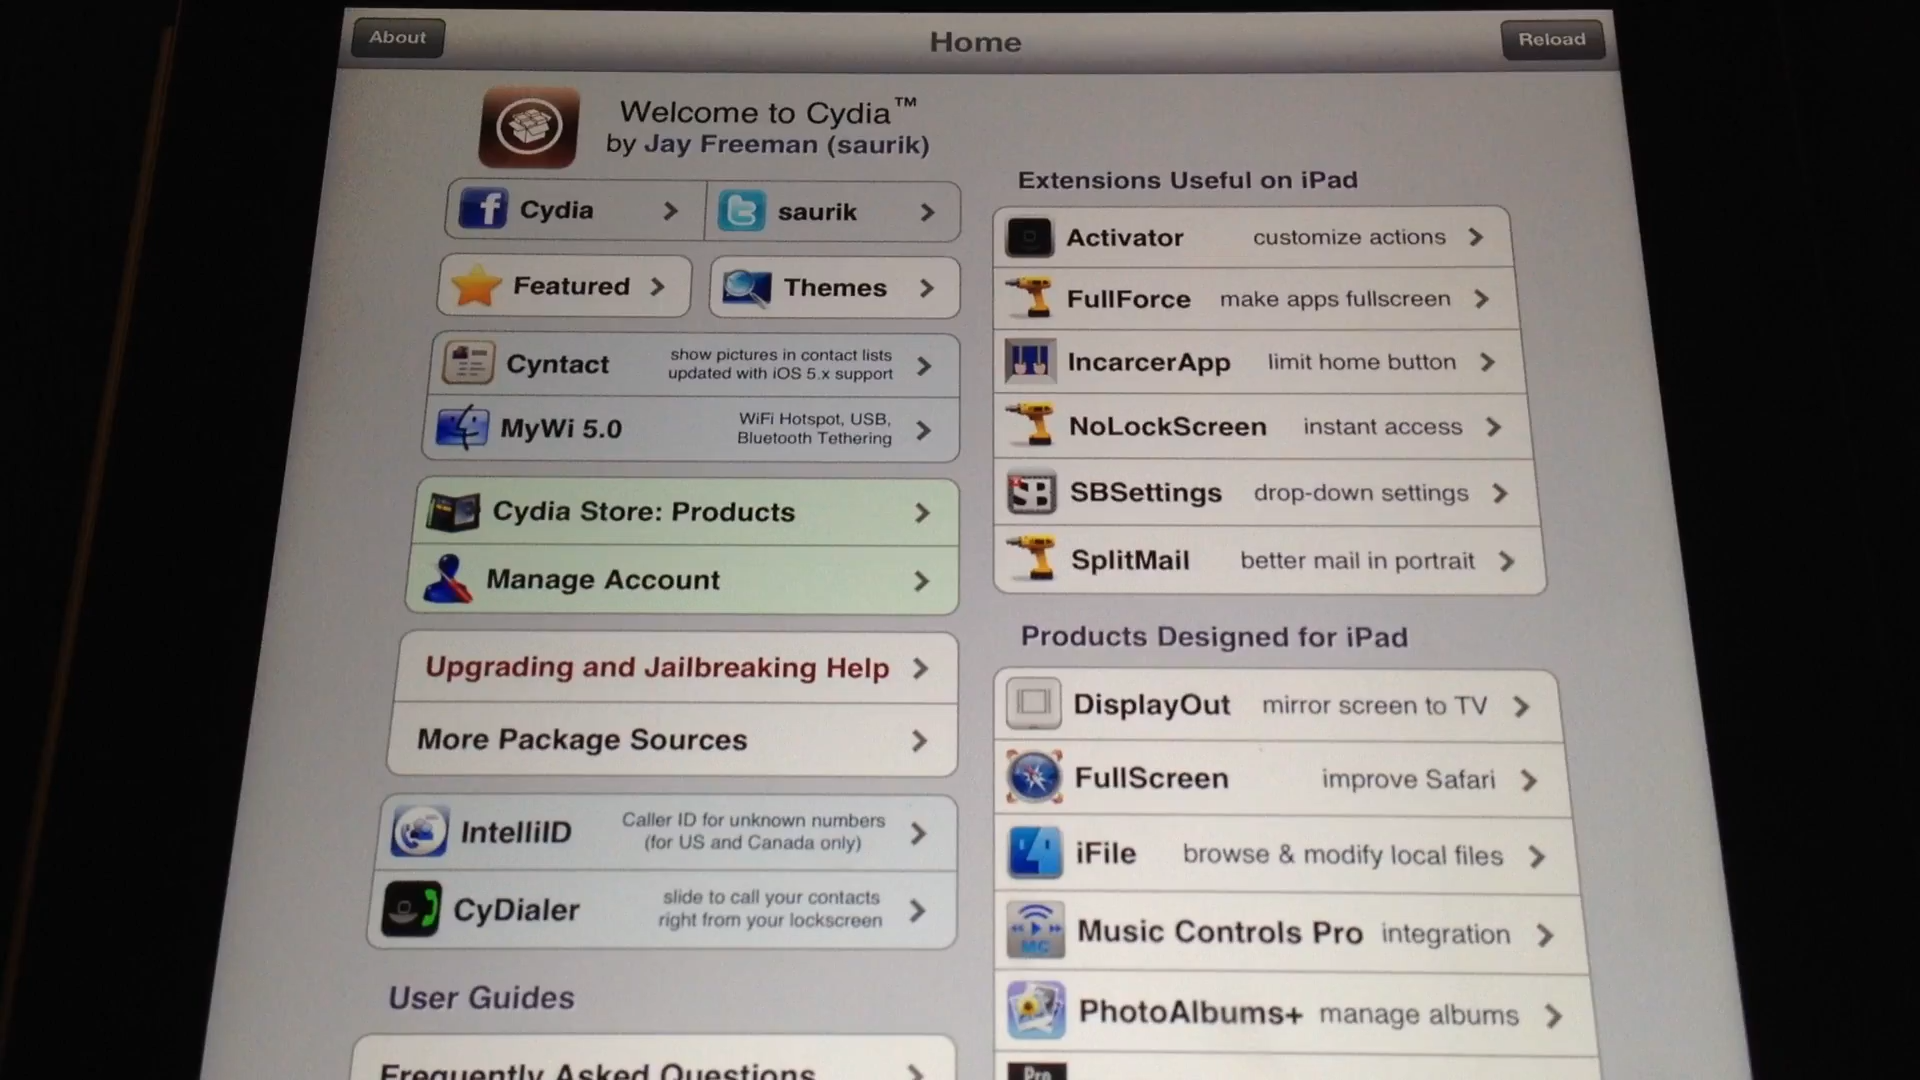 About
Home
Reload
Welcome to Cydia™
by Jay Freeman (saurik)
Cydia
saurik
Featured
Themes
Cyntact
show pictures in contact lists
updated with iOS 5.x support
MyWi 5.0
WiFi Hotspot, USB,
Bluetooth Tethering
Cydia Store: Products
Manage Account
Upgrading and Jailbreaking Help
More Package Sources
IntelliID
Caller ID for unknown numbers
(for US and Canada only)
CyDialer
slide to call your contacts
right from your lockscreen
User Guides
Frequently Asked Questions
Extensions Useful on iPad
Activator customize actions
FullForce make apps fullscreen
IncarcerApp limit home button
NoLockScreen instant access
SB
SBSettings drop-down settings
SplitMail better mail in portrait
Products Designed for iPad
DisplayOut mirror screen to TV
FullScreen improve Safari
iFile browse & modify local files
MC
Music Controls Pro integration
PhotoAlbums+ manage albums
Pro